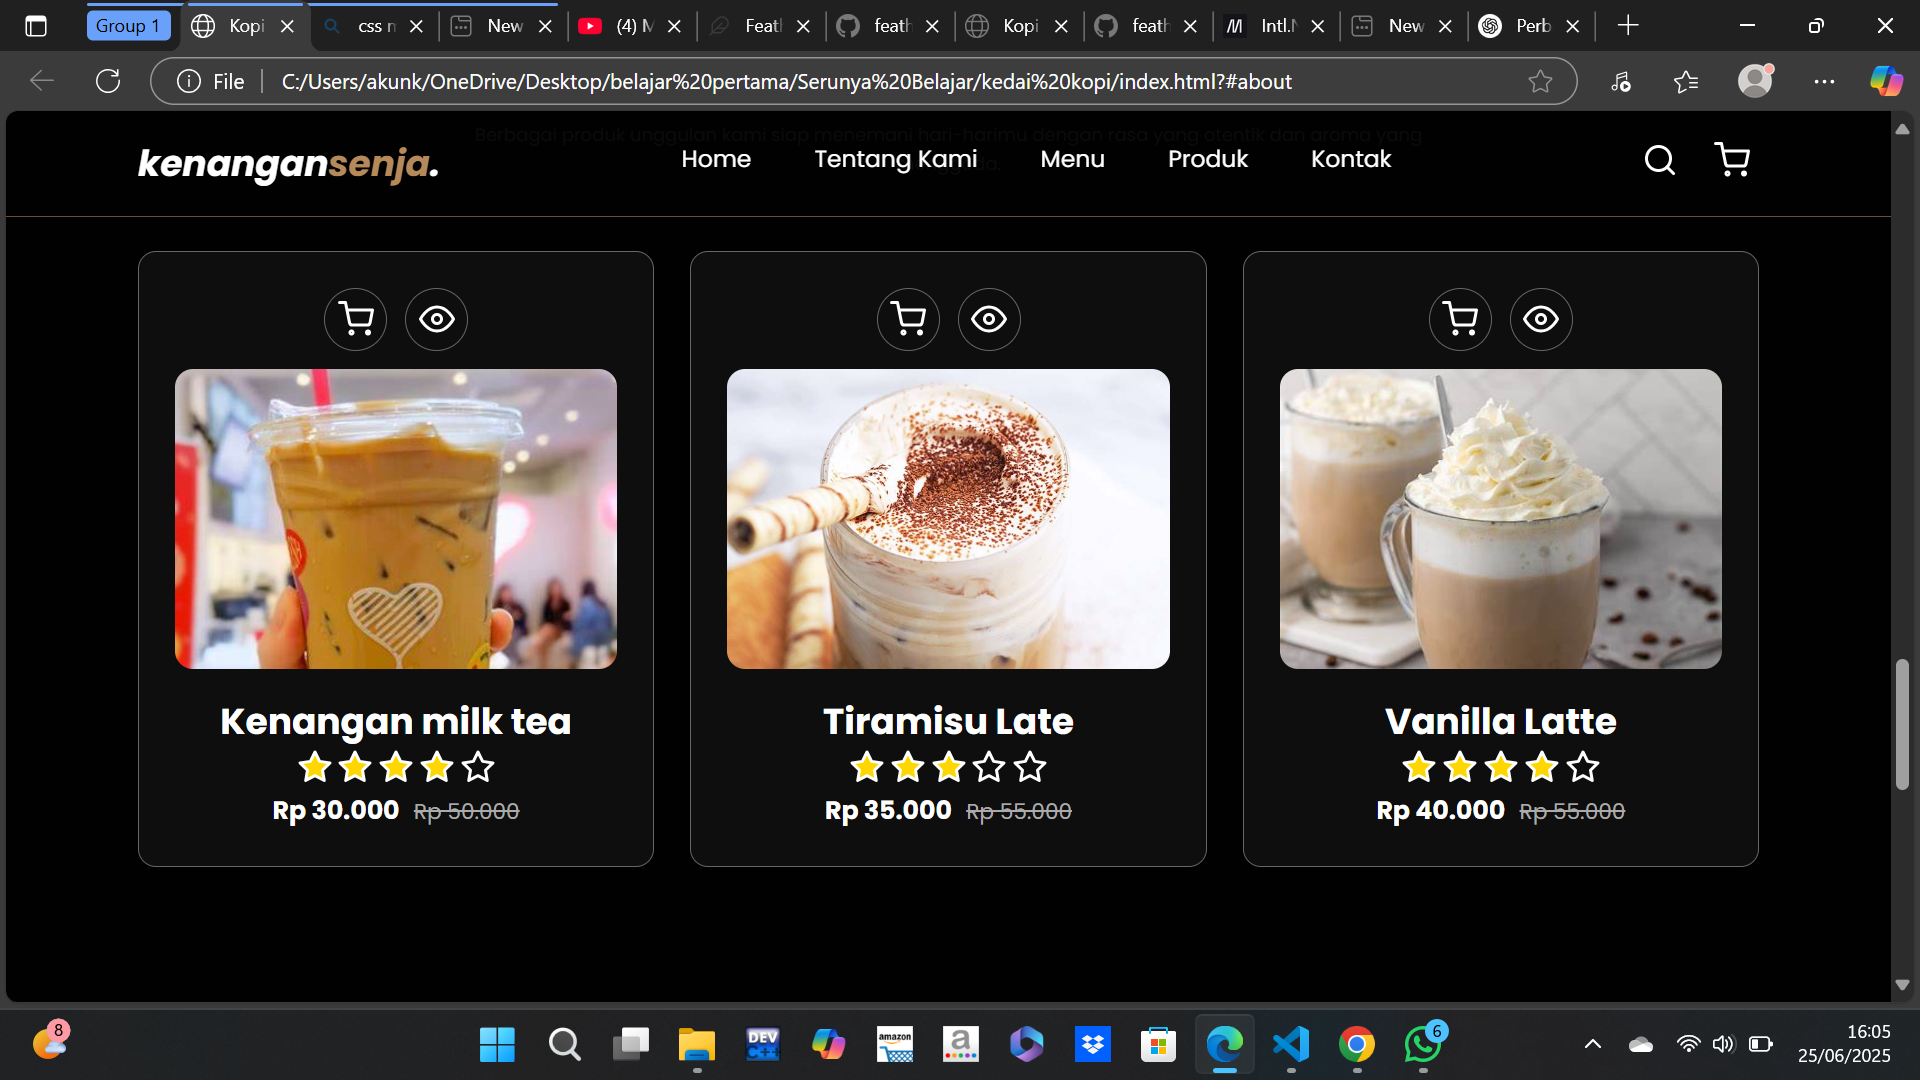 Group 1
Kopi
css m
New
(4) M
Feat
feath
Kopi
feath
Intl.N
New
Perb
File
C:/Users/akunk/OneDrive/Desktop/belajar%20pertama/Serunya%20Belajar/kedai%20kopi/index.html?#about
Berbagai produk unggulan kami siap menemani hari-harimu dengan rasa yang otentik dan aroma yang
kenangansenja.
Home
Tentang Kami
Menu
Produk
Kontak
Kenangan milk tea
Rp 30.000 Rp 50.000
Tiramisu Late
Rp 35.000 Rp 55.000
Vanilla Latte
Rp 40.000 Rp 55.000
8
DEV
C++
amazon
a
6
16:05
25/06/2025